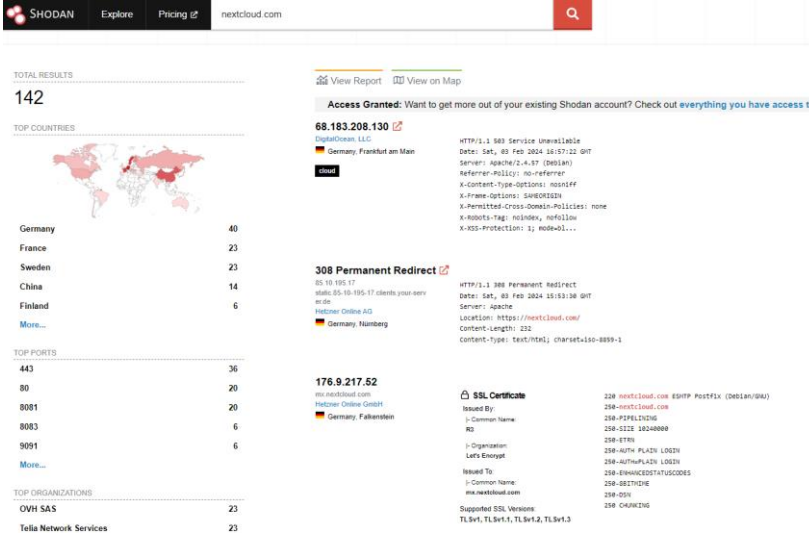 SHODAN Explore Pricing nextcloud.com
TOTAL RESULTS
142
TOP COUNTRIES
Germany 40
France 23
Sweden 23
China 14
Finland 6
More...
TOP PORTS
443 36
80 20
8081 20
8083 6
9091 6
More...
TOP ORGANIZATIONS
OVH SAS 23
Telia Network Services 23
View Report View on Map
Access Granted: Want to get more out of your existing Shodan account? Check out everything you have access t
68.183.208.130
DigitalOcean, LLC
Germany, Frankfurt am Main
cloud
HTTP/1.1 503 Service Unavailable
Date: Sat, 03 Feb 2024 16:57:22 GMT
Server: Apache/2.4.57 (Debian)
Referrer-Policy: no-referrer
X-Content-Type-Options: nosniff
X-Frame-Options: SAMEORIGIN
X-Permitted-Cross-Domain-Policies: none
X-Robots-Tag: noindex, nofollow
X-XSS-Protection: 1; mode=bl...
308 Permanent Redirect
85.10.195.17
static.85-10-195-17.clients.your-serv
er.de
Hetzner Online AG
Germany, Nürnberg
HTTP/1.1 308 Permanent Redirect
Date: Sat, 03 Feb 2024 15:53:30 GMT
Server: Apache
Location: https://nextcloud.com/
Content-Length: 232
Content-Type: text/html; charset=iso-8859-1
176.9.217.52
mx.nextcloud.com
Hetzner Online GmbH
Germany, Falkenstein
SSL Certificate
Issued By:
|- Common Name:
R3
|- Organization:
Let's Encrypt
Issued To:
|- Common Name:
mx.nextcloud.com
Supported SSL Versions:
TLSv1, TLSv1.1, TLSv1.2, TLSv1.3
220 nextcloud.com ESMTP Postfix (Debian/GNU)
250-nextcloud.com
250-PIPELINING
250-SIZE 10240000
250-ETRN
250-AUTH PLAIN LOGIN
250-AUTH=PLAIN LOGIN
250-ENHANCEDSTATUSCODES
250-8BITMIME
250-DSN
250 CHUNKING